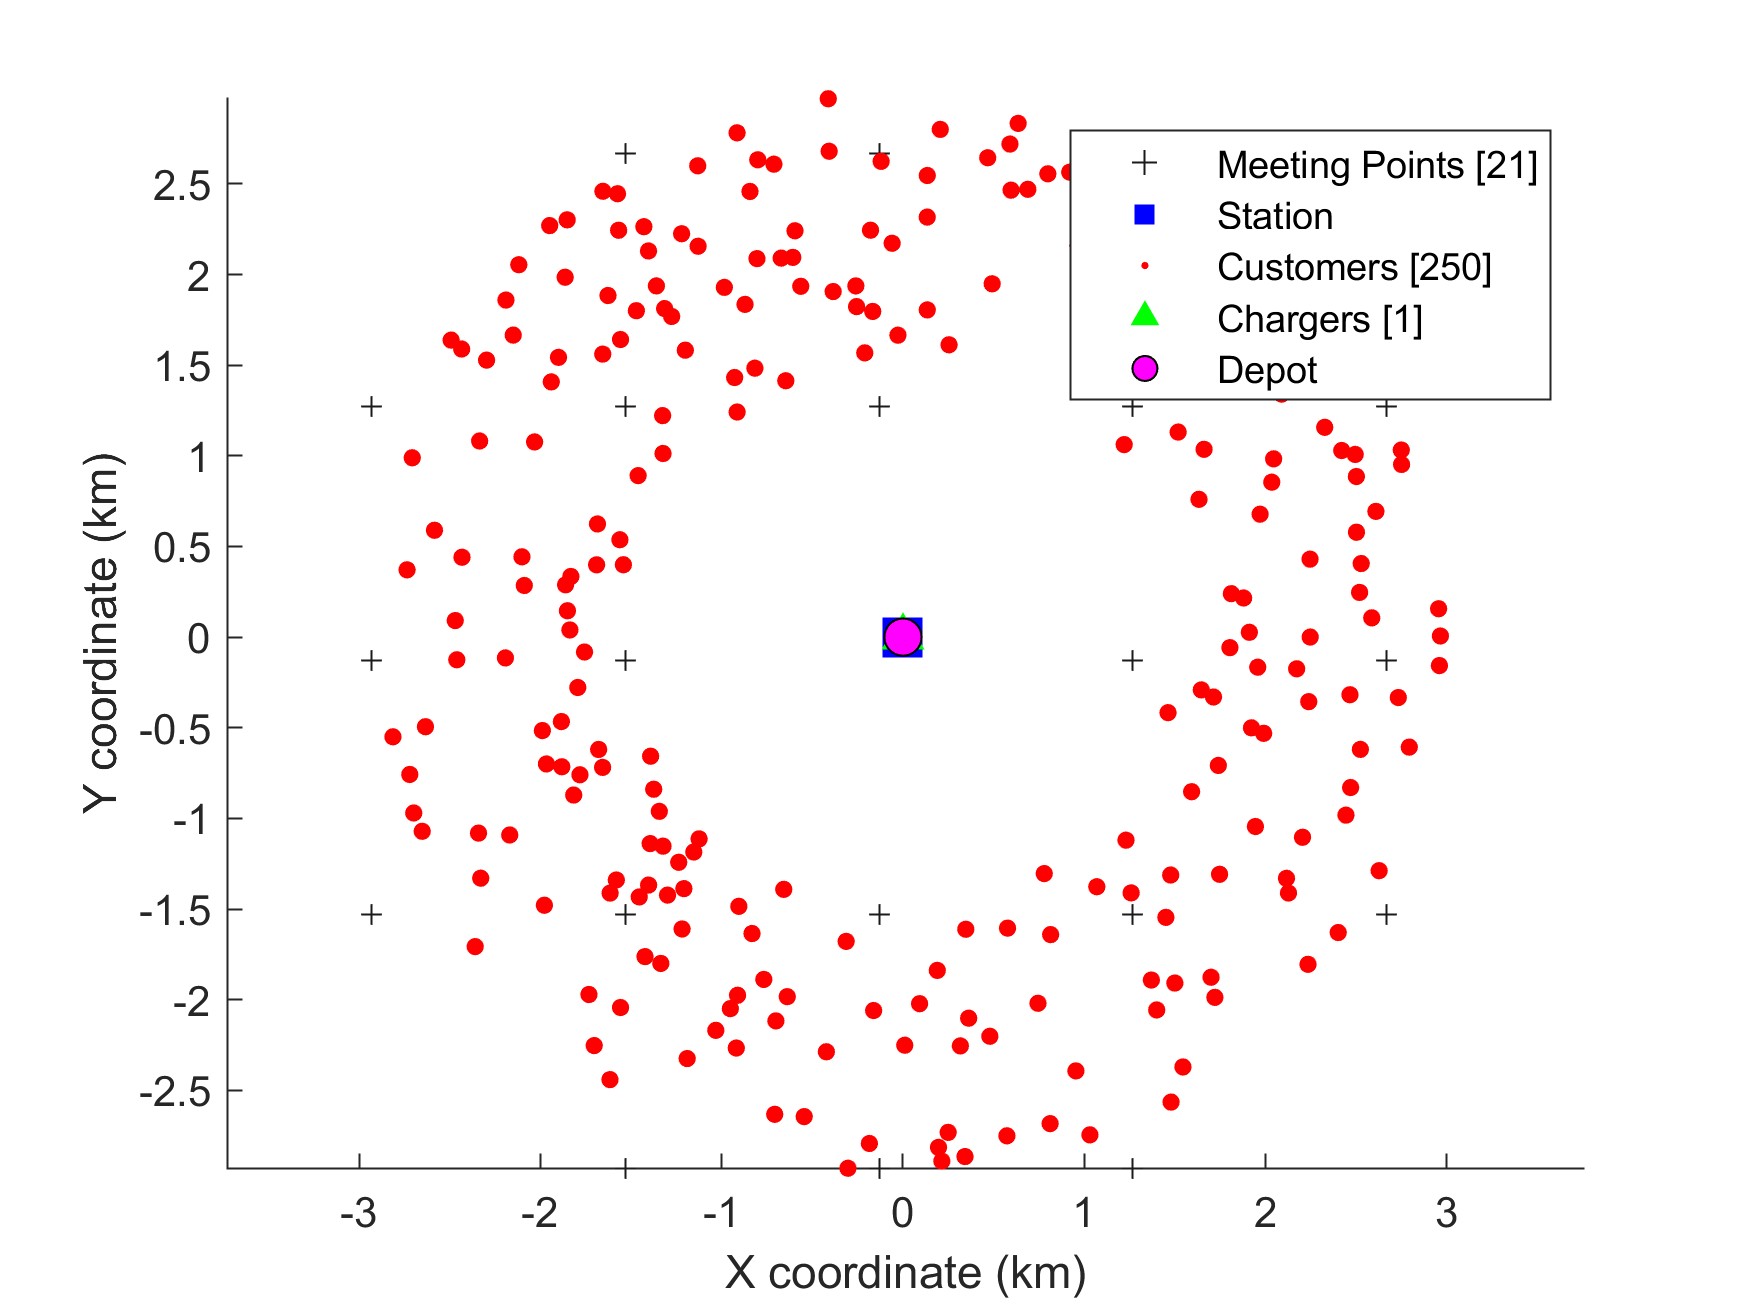 Meeting Points [21]
Station
Customers [250]
Chargers [1]
Depot
2.5
2
1.5
1
0.5
0
-0.5
-1
-1.5
-2
-2.5
Y coordinate (km)
-3 -2 -1 0 1 2 3
X coordinate (km)